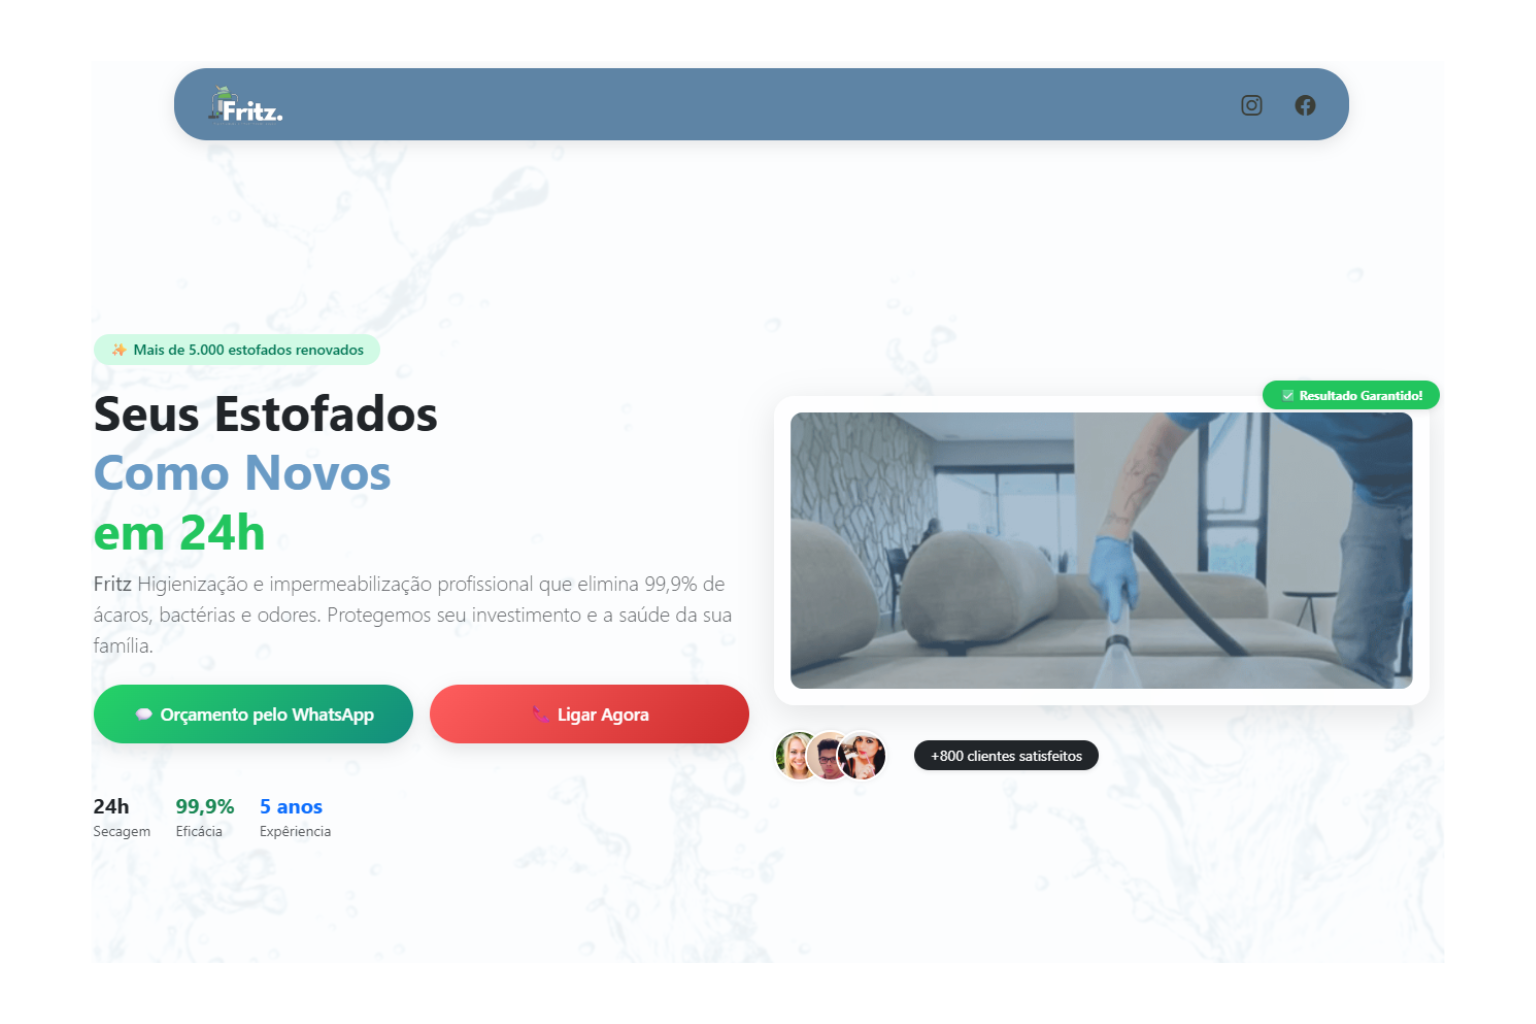 Fritz.
Mais de 5.000 estofados renovados
Seus Estofados
Como Novos
em 24h
Fritz Higienização e impermeabilização profissional que elimina 99,9% de
ácaros, bactérias e odores. Protegemos seu investimento e a saúde da sua
família.
Orçamento pelo WhatsApp
Ligar Agora
24h
99,9%
5 anos
Secagem
Eficácia
Expêriencia
Resultado Garantido!
+800 clientes satisfeitos